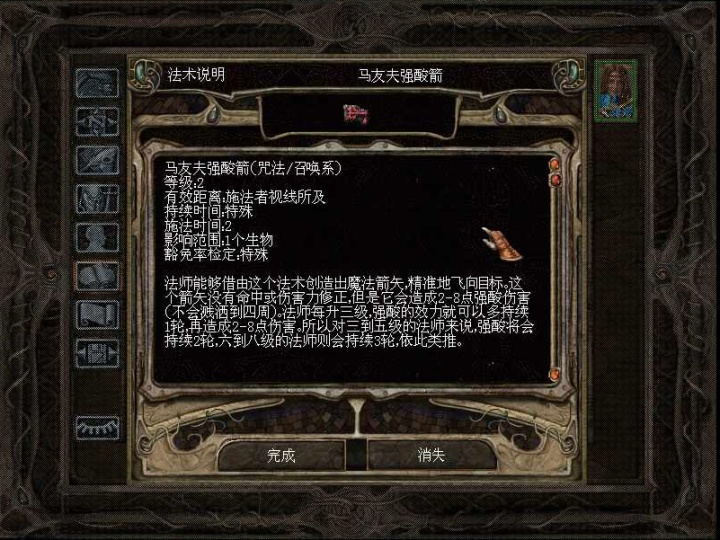 法术说明
马友夫强酸箭
马友夫强酸箭(咒法/召唤系)
等级:2
有效距离:施法者视线所及
持续时间:特殊
施法时间:2
影响范围:1个生物
豁免率检定:特殊
法师能够借由这个法术创造出魔法箭矢,精准地飞向目标。这
个箭矢没有命中或伤害力修正,但是它会造成2-8点强酸伤害
(不会溅洒到四周)。法师每升三级,强酸的效力就可以多持续
1轮,再造成2-8点伤害。所以对三到五级的法师来说,强酸将会
持续2轮,六到八级的法师则会持续3轮,依此类推。
完成
消失